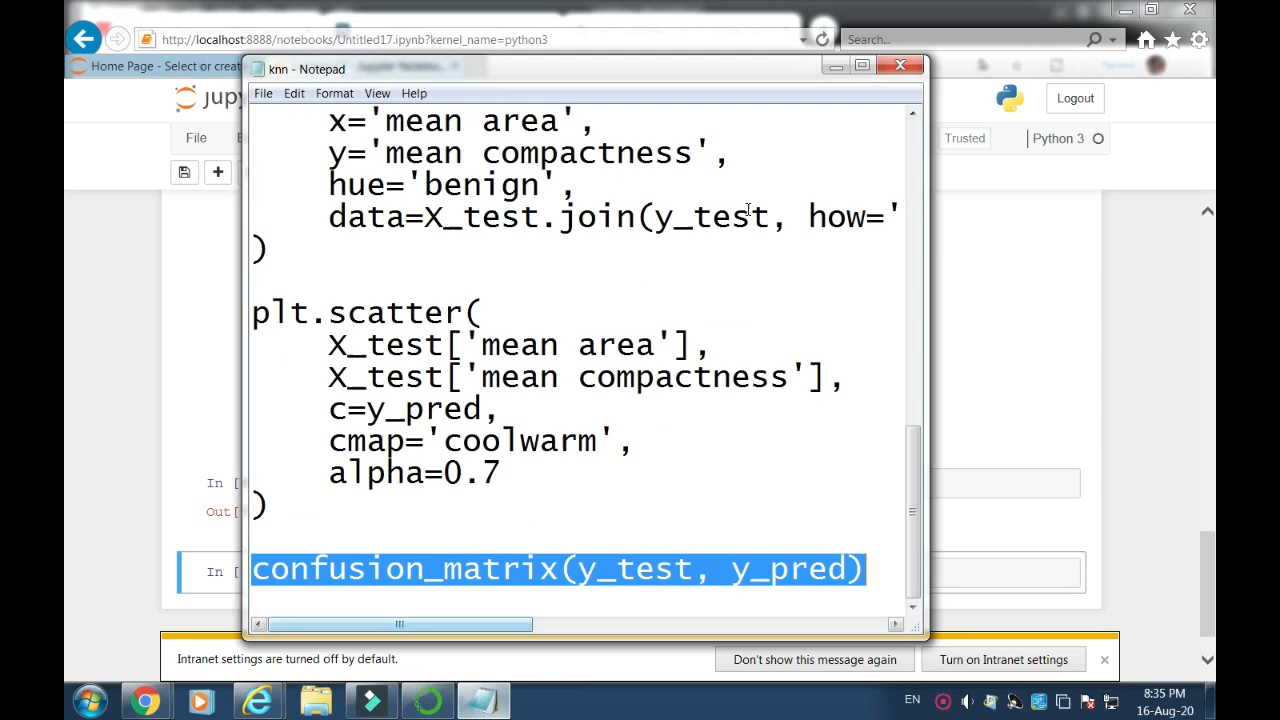 http://localhost:8888/notebooks/Untitled17.ipynb?kernel_name=python3
Search...
Home Page - Select or creat
knn - Notepad
File Edit Format View Help
jupy
Logout
File
Trusted
Python 3
x='mean area',
y='mean compactness',
hue='benign',
data=X_test.join(y_test, how='
)
plt.scatter(
X_test['mean area'],
X_test['mean compactness'],
c=y_pred,
cmap='coolwarm',
alpha=0.7
)
In [
Out[
confusion_matrix(y_test, y_pred)
In [
Intranet settings are turned off by default.
Don't show this message again
Turn on Intranet settings
EN
8:35 PM
16-Aug-20